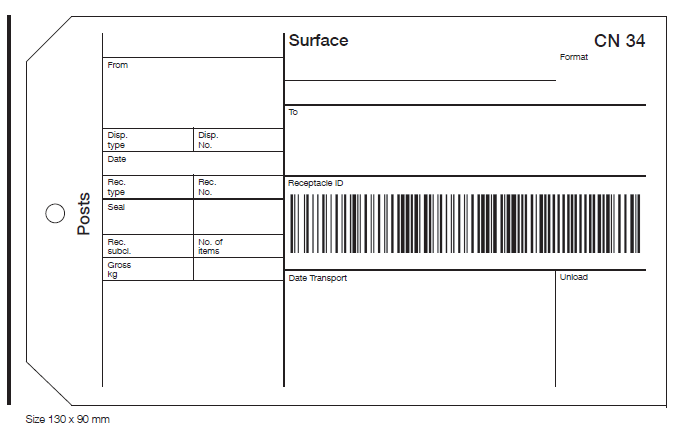 Surface
CN 34
Format
From
To
Disp.
type
Disp.
No.
Date
Rec.
type
Rec.
No.
Receptacle ID
Seal
Posts
Rec.
subcl.
No. of
items
Gross
kg
Date Transport
Unload
Size 130 x 90 mm